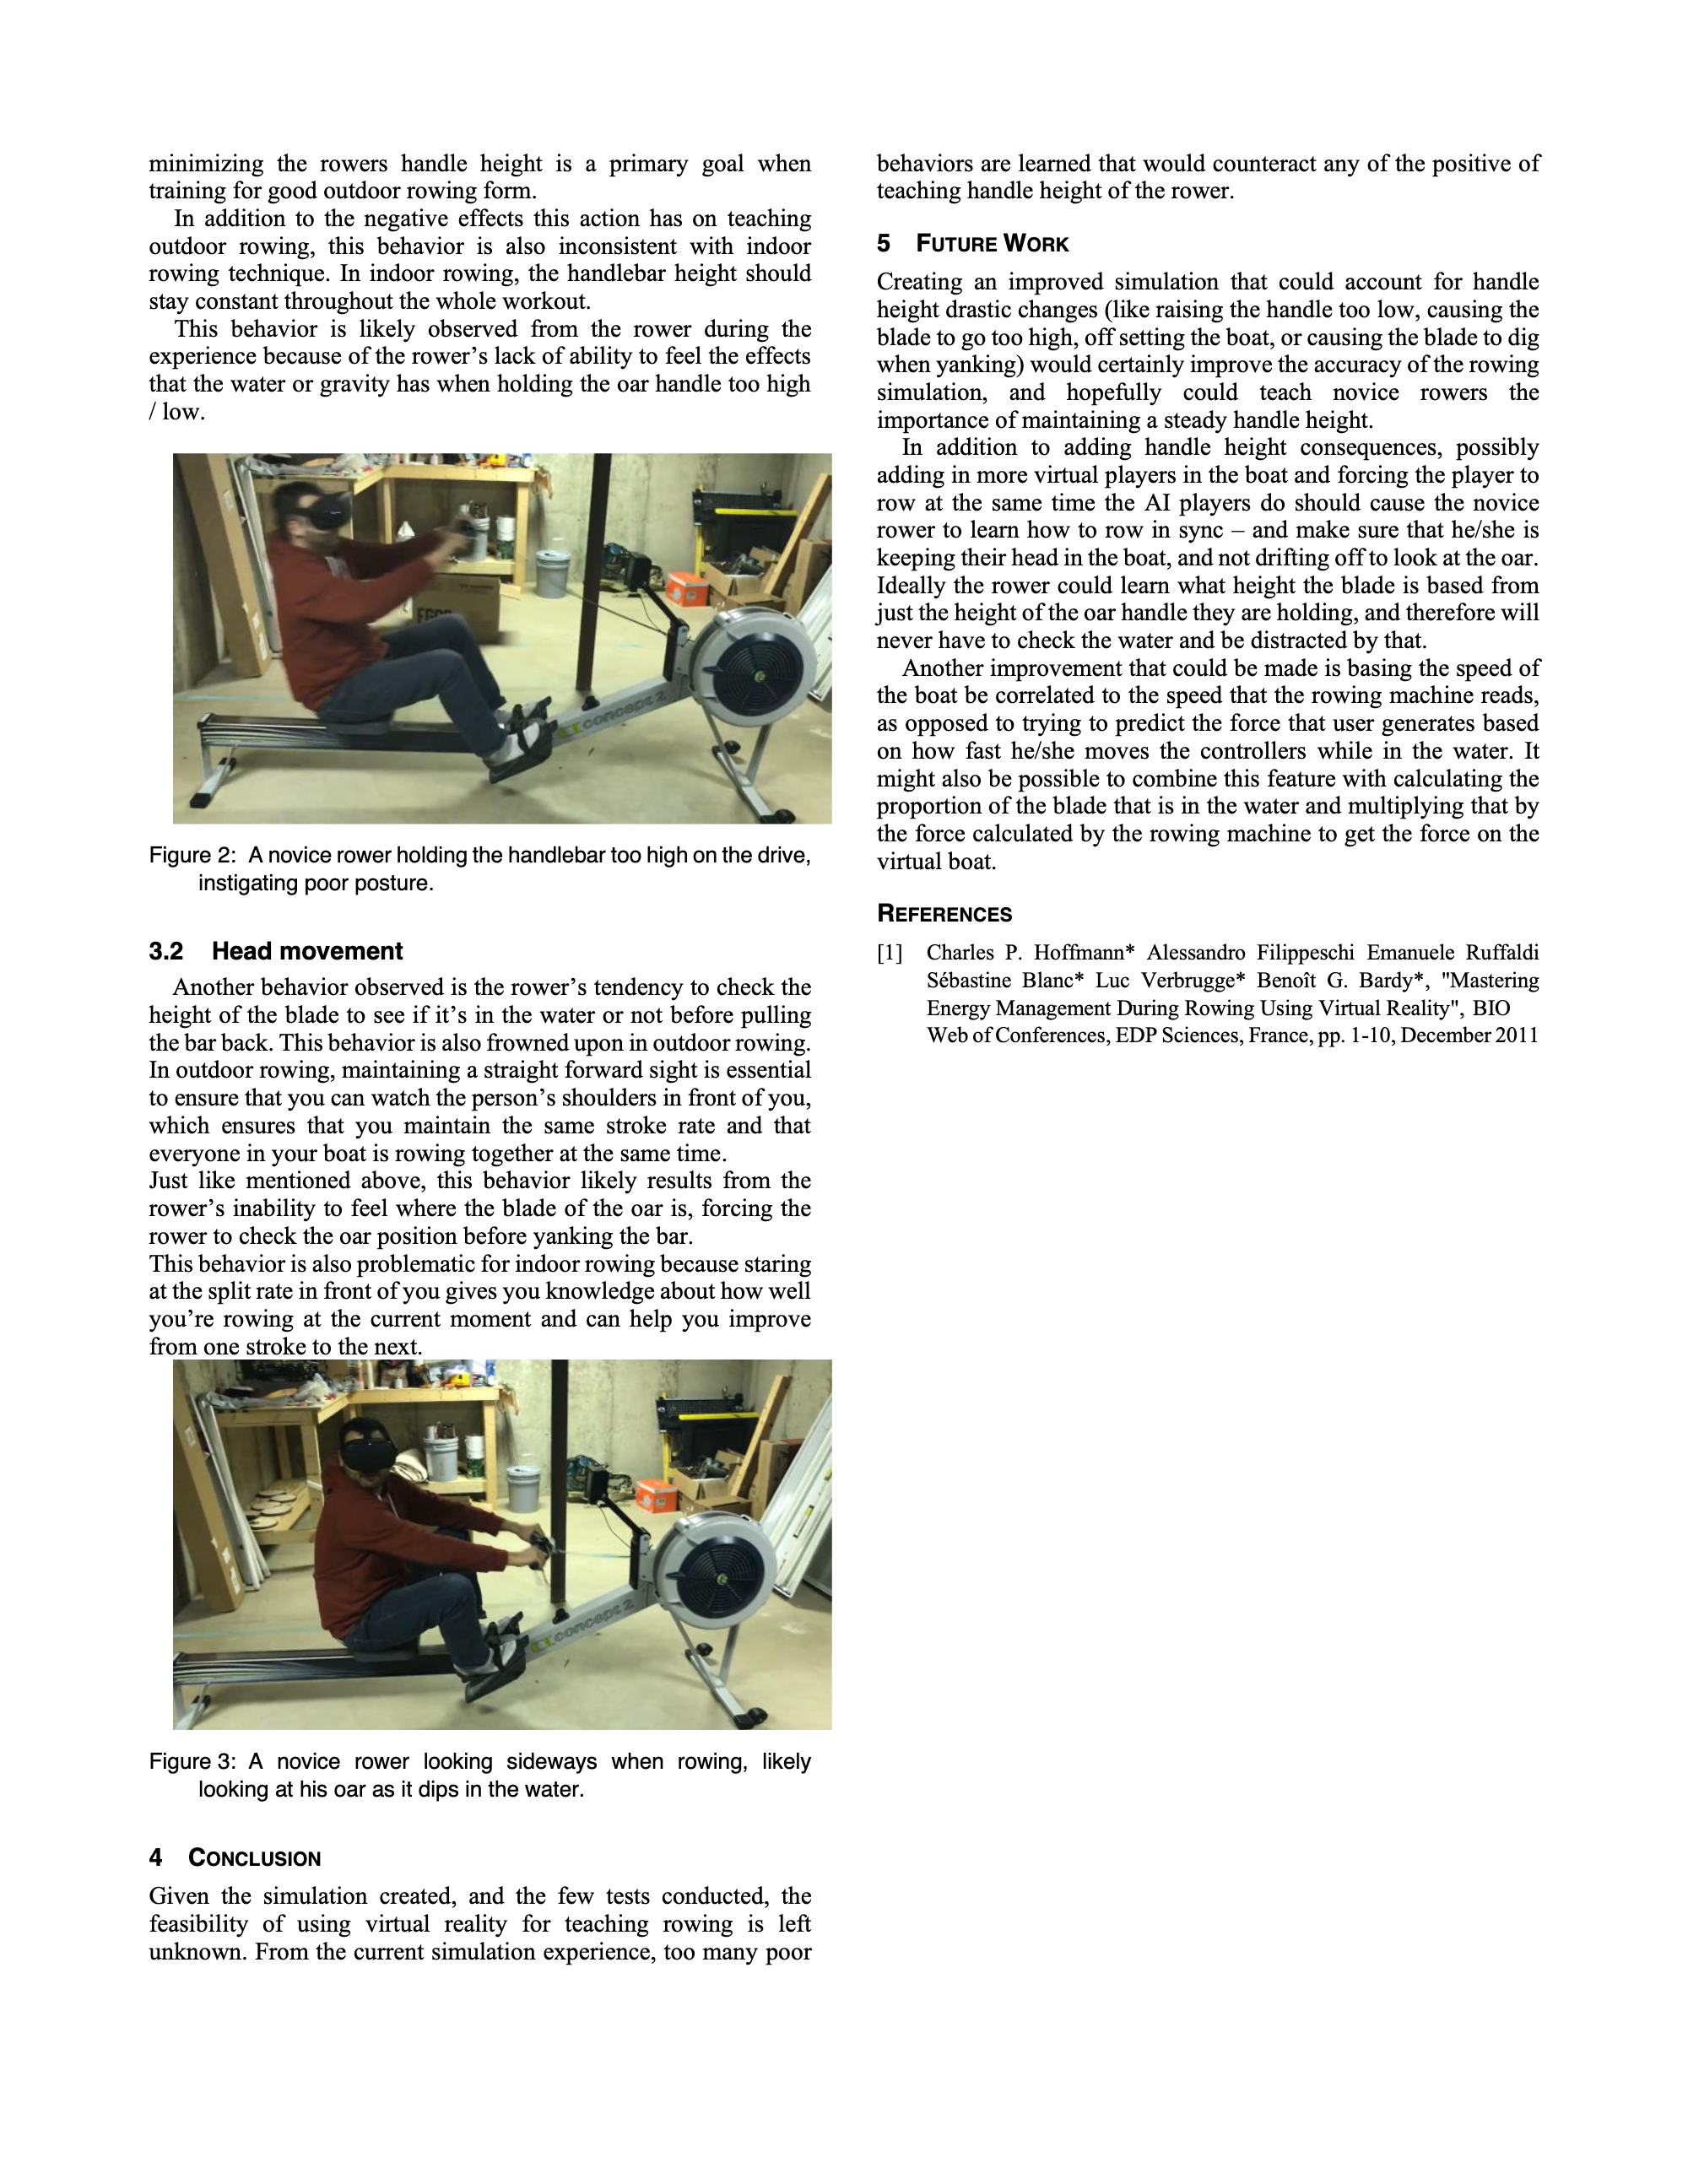 minimizing the rowers handle height is a primary goal when
training for good outdoor rowing form.
In addition to the negative effects this action has on teaching
outdoor rowing, this behavior is also inconsistent with indoor
rowing technique. In indoor rowing, the handlebar height should
stay constant throughout the whole workout.
This behavior is likely observed from the rower during the
experience because of the rower’s lack of ability to feel the effects
that the water or gravity has when holding the oar handle too high
/ low.
concept 2
Figure 2: A novice rower holding the handlebar too high on the drive,
instigating poor posture.
3.2 Head movement
Another behavior observed is the rower’s tendency to check the
height of the blade to see if it’s in the water or not before pulling
the bar back. This behavior is also frowned upon in outdoor rowing.
In outdoor rowing, maintaining a straight forward sight is essential
to ensure that you can watch the person’s shoulders in front of you,
which ensures that you maintain the same stroke rate and that
everyone in your boat is rowing together at the same time.
Just like mentioned above, this behavior likely results from the
rower’s inability to feel where the blade of the oar is, forcing the
rower to check the oar position before yanking the bar.
This behavior is also problematic for indoor rowing because staring
at the split rate in front of you gives you knowledge about how well
you’re rowing at the current moment and can help you improve
from one stroke to the next.
concept 2
Figure 3: A novice rower looking sideways when rowing, likely
looking at his oar as it dips in the water.
4 CONCLUSION
Given the simulation created, and the few tests conducted, the
feasibility of using virtual reality for teaching rowing is left
unknown. From the current simulation experience, too many poor
behaviors are learned that would counteract any of the positive of
teaching handle height of the rower.
5 FUTURE WORK
Creating an improved simulation that could account for handle
height drastic changes (like raising the handle too low, causing the
blade to go too high, off setting the boat, or causing the blade to dig
when yanking) would certainly improve the accuracy of the rowing
simulation, and hopefully could teach novice rowers the
importance of maintaining a steady handle height.
In addition to adding handle height consequences, possibly
adding in more virtual players in the boat and forcing the player to
row at the same time the AI players do should cause the novice
rower to learn how to row in sync – and make sure that he/she is
keeping their head in the boat, and not drifting off to look at the oar.
Ideally the rower could learn what height the blade is based from
just the height of the oar handle they are holding, and therefore will
never have to check the water and be distracted by that.
Another improvement that could be made is basing the speed of
the boat be correlated to the speed that the rowing machine reads,
as opposed to trying to predict the force that user generates based
on how fast he/she moves the controllers while in the water. It
might also be possible to combine this feature with calculating the
proportion of the blade that is in the water and multiplying that by
the force calculated by the rowing machine to get the force on the
virtual boat.
REFERENCES
[1] Charles P. Hoffmann* Alessandro Filippeschi Emanuele Ruffaldi
Sébastine Blanc* Luc Verbrugge* Benoît G. Bardy*, "Mastering
Energy Management During Rowing Using Virtual Reality", BIO
Web of Conferences, EDP Sciences, France, pp. 1-10, December 2011